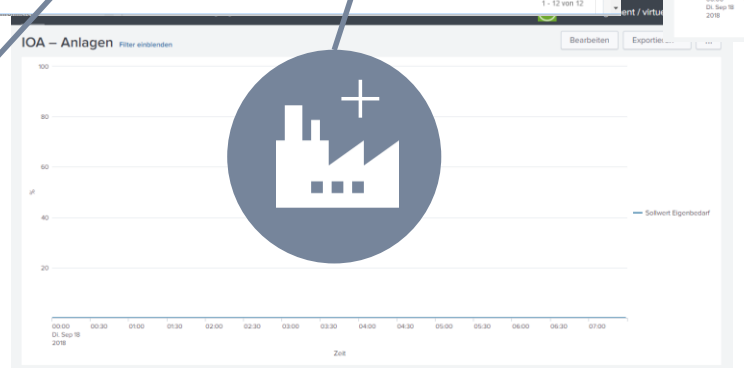 1 - 12 von 12
ent / virtue
Di. Sep 18
2018
IOA – Anlagen Filter einblenden
Bearbeiten
...
100
80
60
%
40
20
Sollwert Eigenbedarf
00:00 00:30 01:00 01:30 02:00 02:30 03:00 03:30 04:00 04:30 05:00 05:30 06:00 06:30 07:00
Di. Sep 18
2018
Zeit